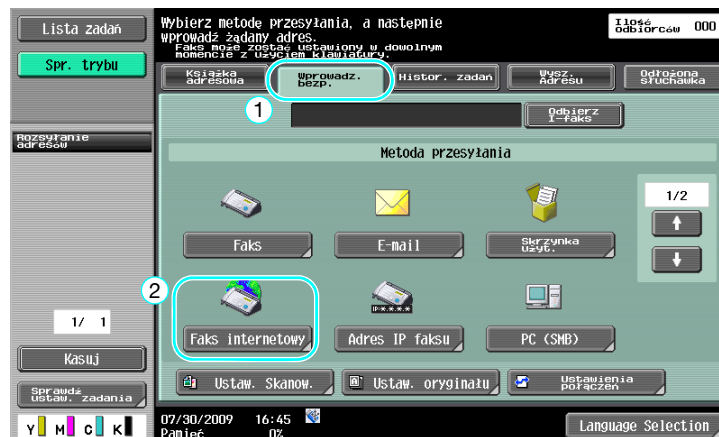 Lista zadań
Spr. trybu
Rozsyłanie
adresów
1/ 1
Kasuj
Sprawdź
ustaw. zadania
Y M C K
Wybierz metodę przesyłania, a następnie
wprowadź żądany adres.
Faks może zostać ustawiony w dowolnym
momencie z użyciem klawiatury.
Ilość
odbiorców 000
Książka
adresowa
Wprowadz.
bezp.
Histor. zadań
Wysz.
Adresu
Odłożona
słuchawka
1
Odbierz
I-faks
Metoda przesyłania
Faks
E-mail
Skrzynka
użyt.
1/2
2
IP*.*.*.*
Faks internetowy
Adres IP faksu
PC (SMB)
Ustaw. Skanow.
Ustaw. oryginału
Ustawienia
połączeń
07/30/2009 16:45
Pamięć 0%
Language Selection